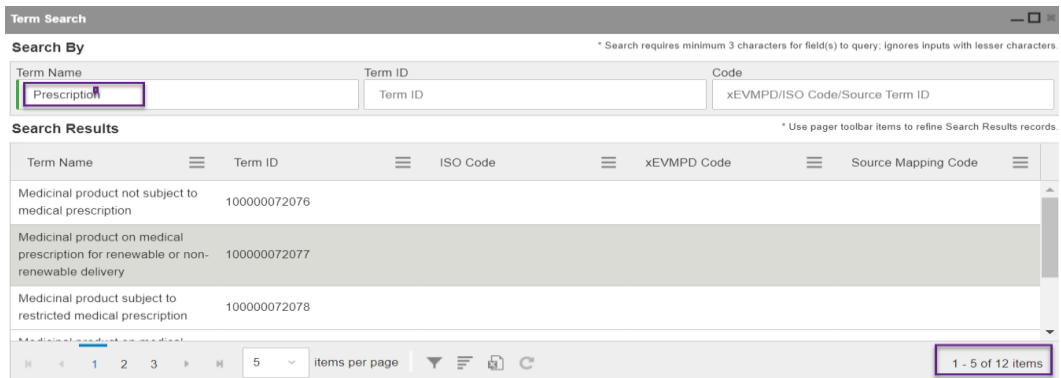 Term Search
Search By
* Search requires minimum 3 characters for field(s) to query; ignores inputs with lesser characters.
Term Name Term ID Code
Prescription Term ID xEVMPD/ISO Code/Source Term ID
Search Results
* Use pager toolbar items to refine Search Results records.
Term Name Term ID ISO Code xEVMPD Code Source Mapping Code
Medicinal product not subject to
medical prescription
100000072076
Medicinal product on medical
prescription for renewable or non-
renewable delivery
100000072077
Medicinal product subject to
restricted medical prescription
100000072078
Medicinal product on medical
1 2 3 5 items per page 1 - 5 of 12 items